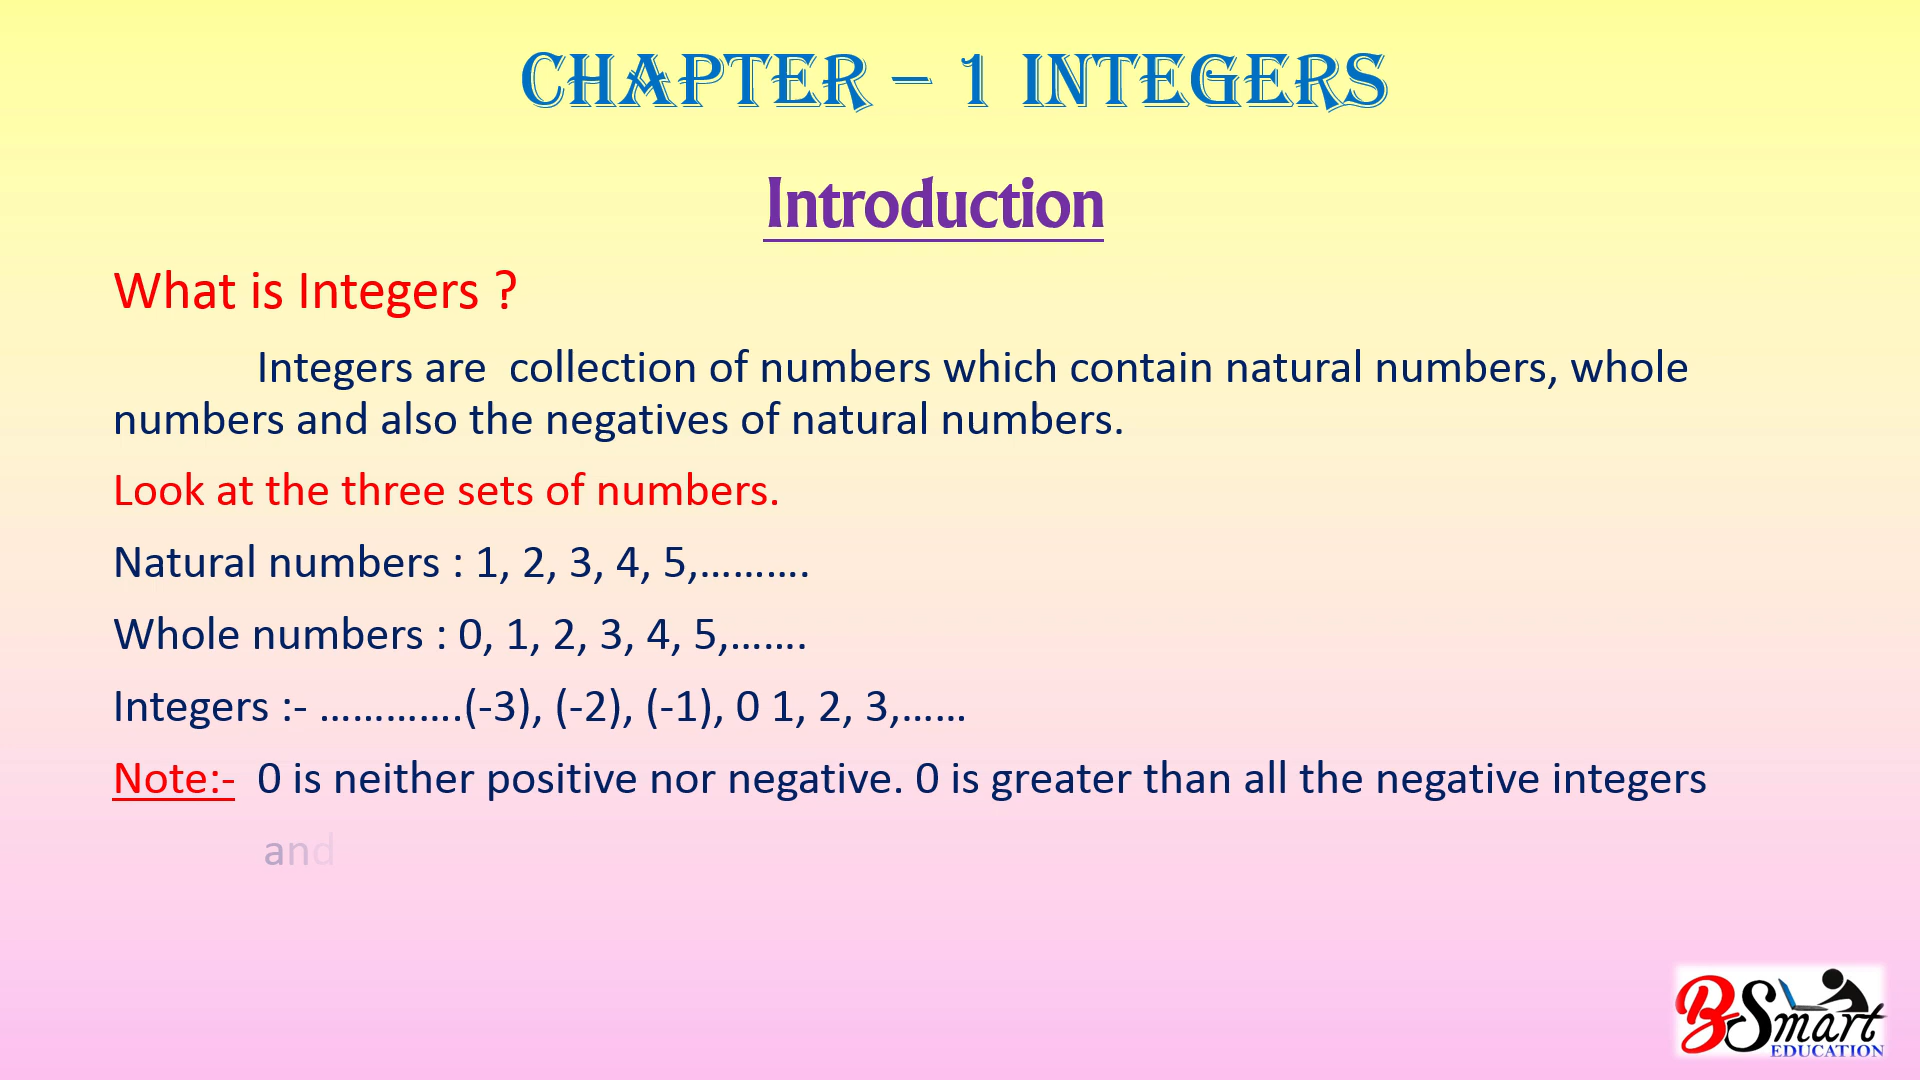 CHAPTER – 1 INTEGERS
Introduction
What is Integers ?
Integers are  collection of numbers which contain natural numbers, whole
numbers and also the negatives of natural numbers.
Look at the three sets of numbers.
Natural numbers : 1, 2, 3, 4, 5,……….
Whole numbers : 0, 1, 2, 3, 4, 5,…….
Integers :- ………….(-3), (-2), (-1), 0 1, 2, 3,……
Note:-  0 is neither positive nor negative. 0 is greater than all the negative integers
and
BSmart
EDUCATION